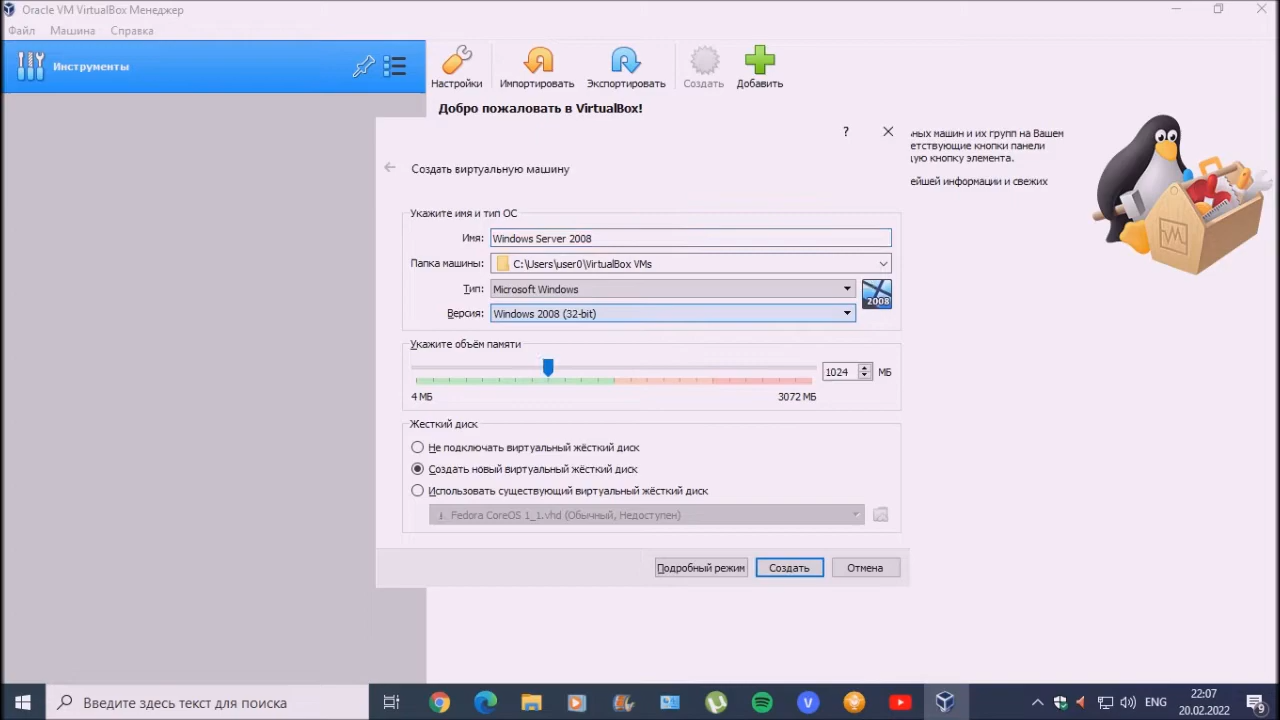 Oracle VM VirtualBox Менеджер
Файл Машина Справка
Инструменты
Настройки Импортировать Экспортировать Создать Добавить
Добро пожаловать в VirtualBox!
ьных машин и их групп на Вашем
етствующие кнопки панели
щую кнопку элемента.
ейшей информации и свежих
?
Создать виртуальную машину
Укажите имя и тип ОС
Имя: Windows Server 2008
Папка машины: C:\Users\user0\VirtualBox VMs
Тип: Microsoft Windows
2008
Версия: Windows 2008 (32-bit)
Укажите объём памяти
1024 МБ
4 МБ 3072 МБ
Жесткий диск
Не подключать виртуальный жёсткий диск
Создать новый виртуальный жёсткий диск
Использовать существующий виртуальный жёсткий диск
Fedora CoreOS 1_1.vhd (Обычный, Недоступен)
Подробный режим Создать Отмена
Введите здесь текст для поиска
ENG
22:07
20.02.2022
9